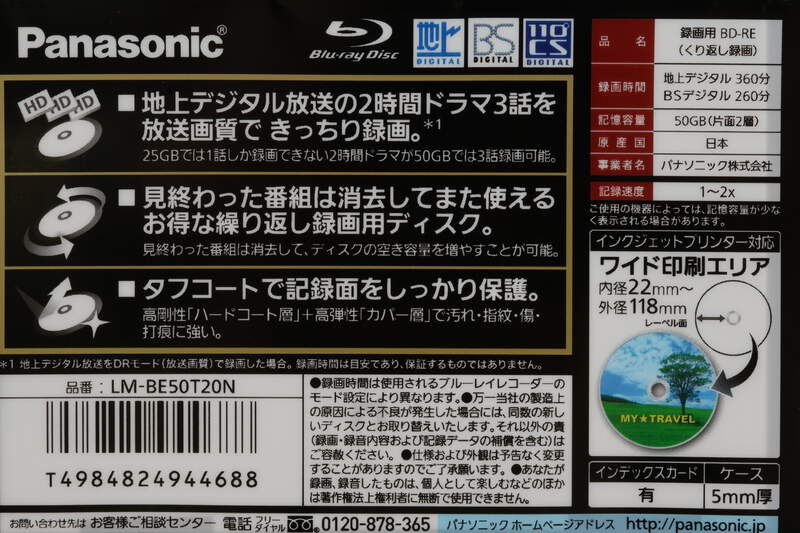 Panasonic®
Blu-ray Disc
地上 DIGITAL
BS DIGITAL
110° CS DIGITAL
HD HD HD
■ 地上デジタル放送の2時間ドラマ3話を
放送画質で きっちり録画。*1
25GBでは1話しか録画できない2時間ドラマが50GBでは3話録画可能。
■ 見終わった番組は消去してまた使える
お得な繰り返し録画用ディスク。
見終わった番組は消去して、ディスクの空き容量を増やすことが可能。
■ タフコートで記録面をしっかり保護。
高剛性「ハードコート層」＋高弾性「カバー層」で汚れ・指紋・傷・
打痕に強い。
*1 地上デジタル放送をDRモード(放送画質)で録画した場合。録画時間は目安であり、保証するものではありません。
品番：LM-BE50T20N
T4984824944688
●録画時間は使用されるブルーレイレコーダーの
モード設定により異なります。●万一当社の製造上
の原因による不良が発生した場合には、同数の新し
いディスクとお取り替えいたします。それ以外の責
(録画・録音内容および記録データの補償を含む)はご
容赦ください。●仕様および外観は予告なく変更
することがありますのでご了承願います。●あなたが
録画、録音したものは、個人として楽しむなどのほか
は著作権法上権利者に無断で使用できません。
品名 録画用 BD-RE
(くり返し録画)
録画時間 地上デジタル 360分
BSデジタル 260分
記憶容量 50GB(片面2層)
原産国 日本
事業者名 パナソニック株式会社
記録速度 1～2x
ご使用の機器によっては、記憶容量が少な
く表示される場合があります。
インクジェットプリンター対応
ワイド印刷エリア
内径22mm～
外径118mm
レーベル面
MY★TRAVEL
インデックスカード ケース
有 5mm厚
お問い合わせ先は お客様ご相談センター 電話 フリーダイヤル 0120-878-365 パナソニック ホームページアドレス http://panasonic.jp